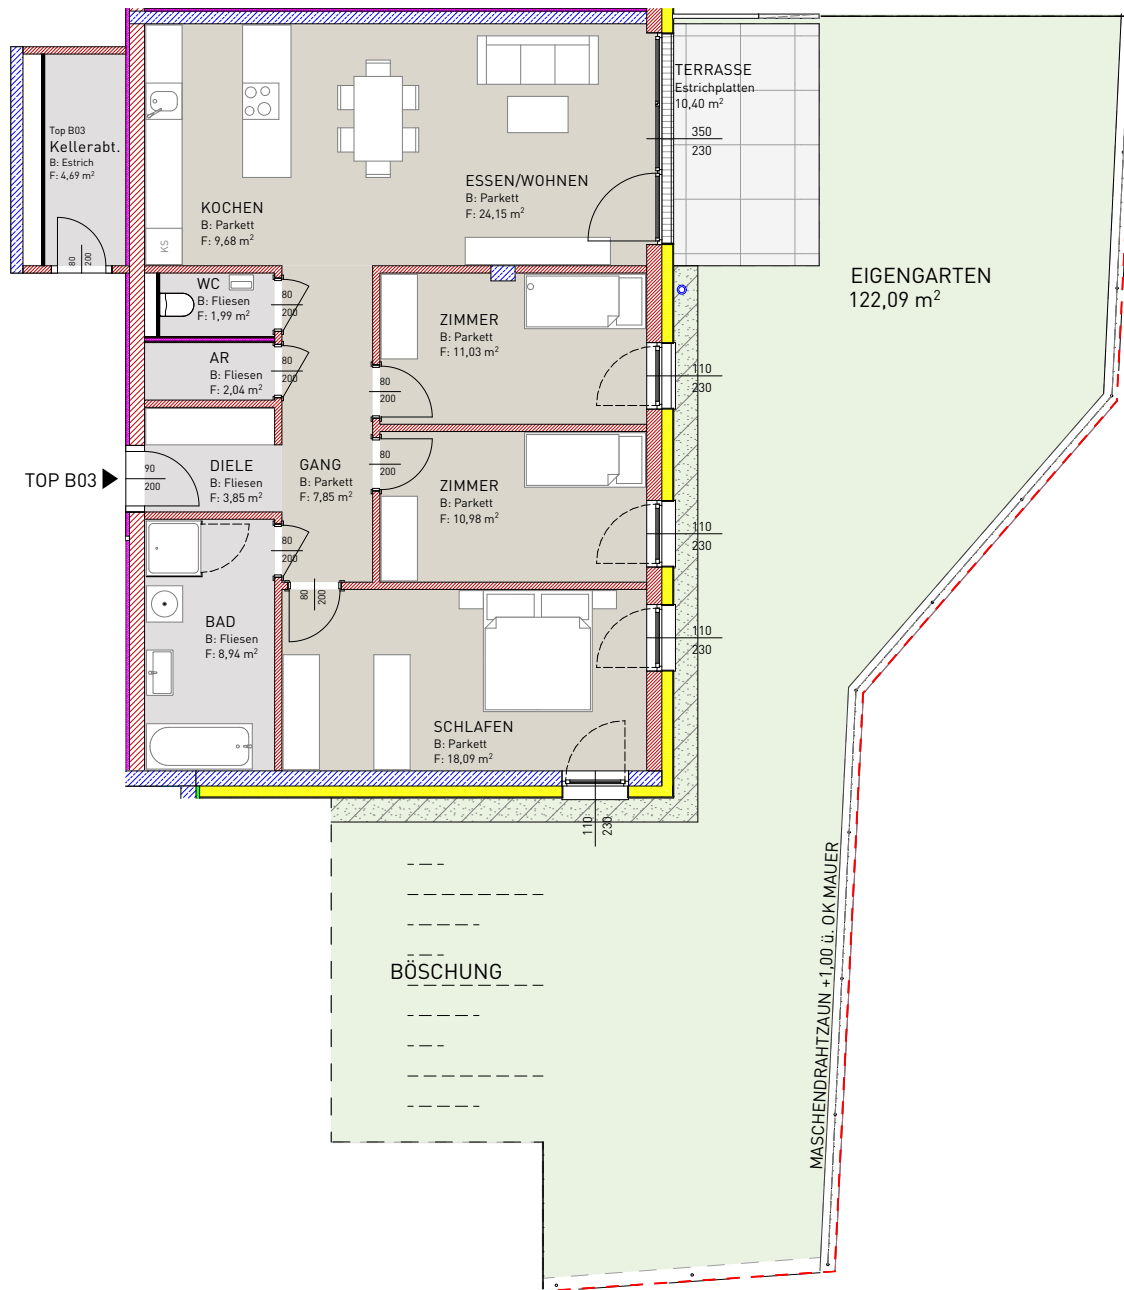 TERRASSE
Estrichplatten
10,40 m²
350
230
Top B03
Kellerabt.
B: Estrich
F: 4,69 m²
80
200
KOCHEN
B: Parkett
F: 9,68 m²
KS
ESSEN/WOHNEN
B: Parkett
F: 24,15 m²
EIGENGARTEN
122,09 m²
WC
B: Fliesen
F: 1,99 m²
80
200
ZIMMER
B: Parkett
F: 11,03 m²
AR
B: Fliesen
F: 2,04 m²
80
200
80
200
110
230
TOP B03
90
200
DIELE
B: Fliesen
F: 3,85 m²
GANG
B: Parkett
F: 7,85 m²
80
200
ZIMMER
B: Parkett
F: 10,98 m²
110
230
80
200
80
200
BAD
B: Fliesen
F: 8,94 m²
110
230
SCHLAFEN
B: Parkett
F: 18,09 m²
110
230
BÖSCHUNG
MASCHENDRAHTZAUN +1,00 ü. OK MAUER